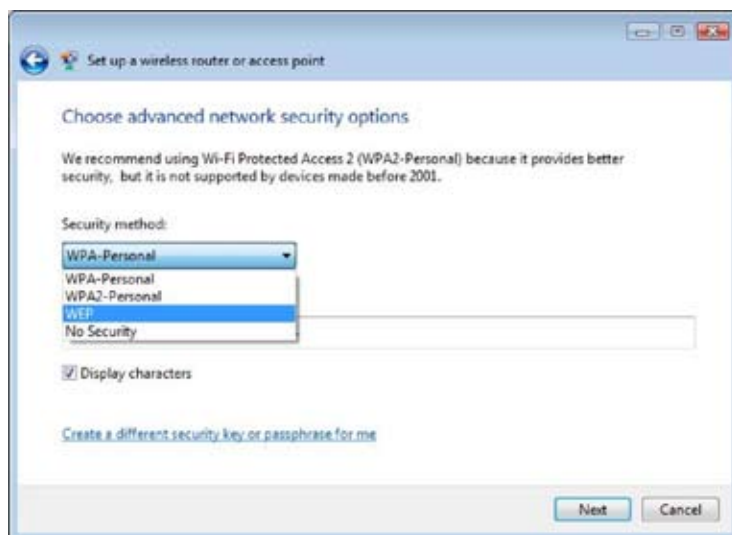 Set up a wireless router or access point
Choose advanced network security options
We recommend using Wi-Fi Protected Access 2 (WPA2-Personal) because it provides better
security, but it is not supported by devices made before 2001.
Security method:
WPA-Personal
WPA-Personal
WPA2-Personal
WEP
No Security
Display characters
Create a different security key or passphrase for me
Next
Cancel